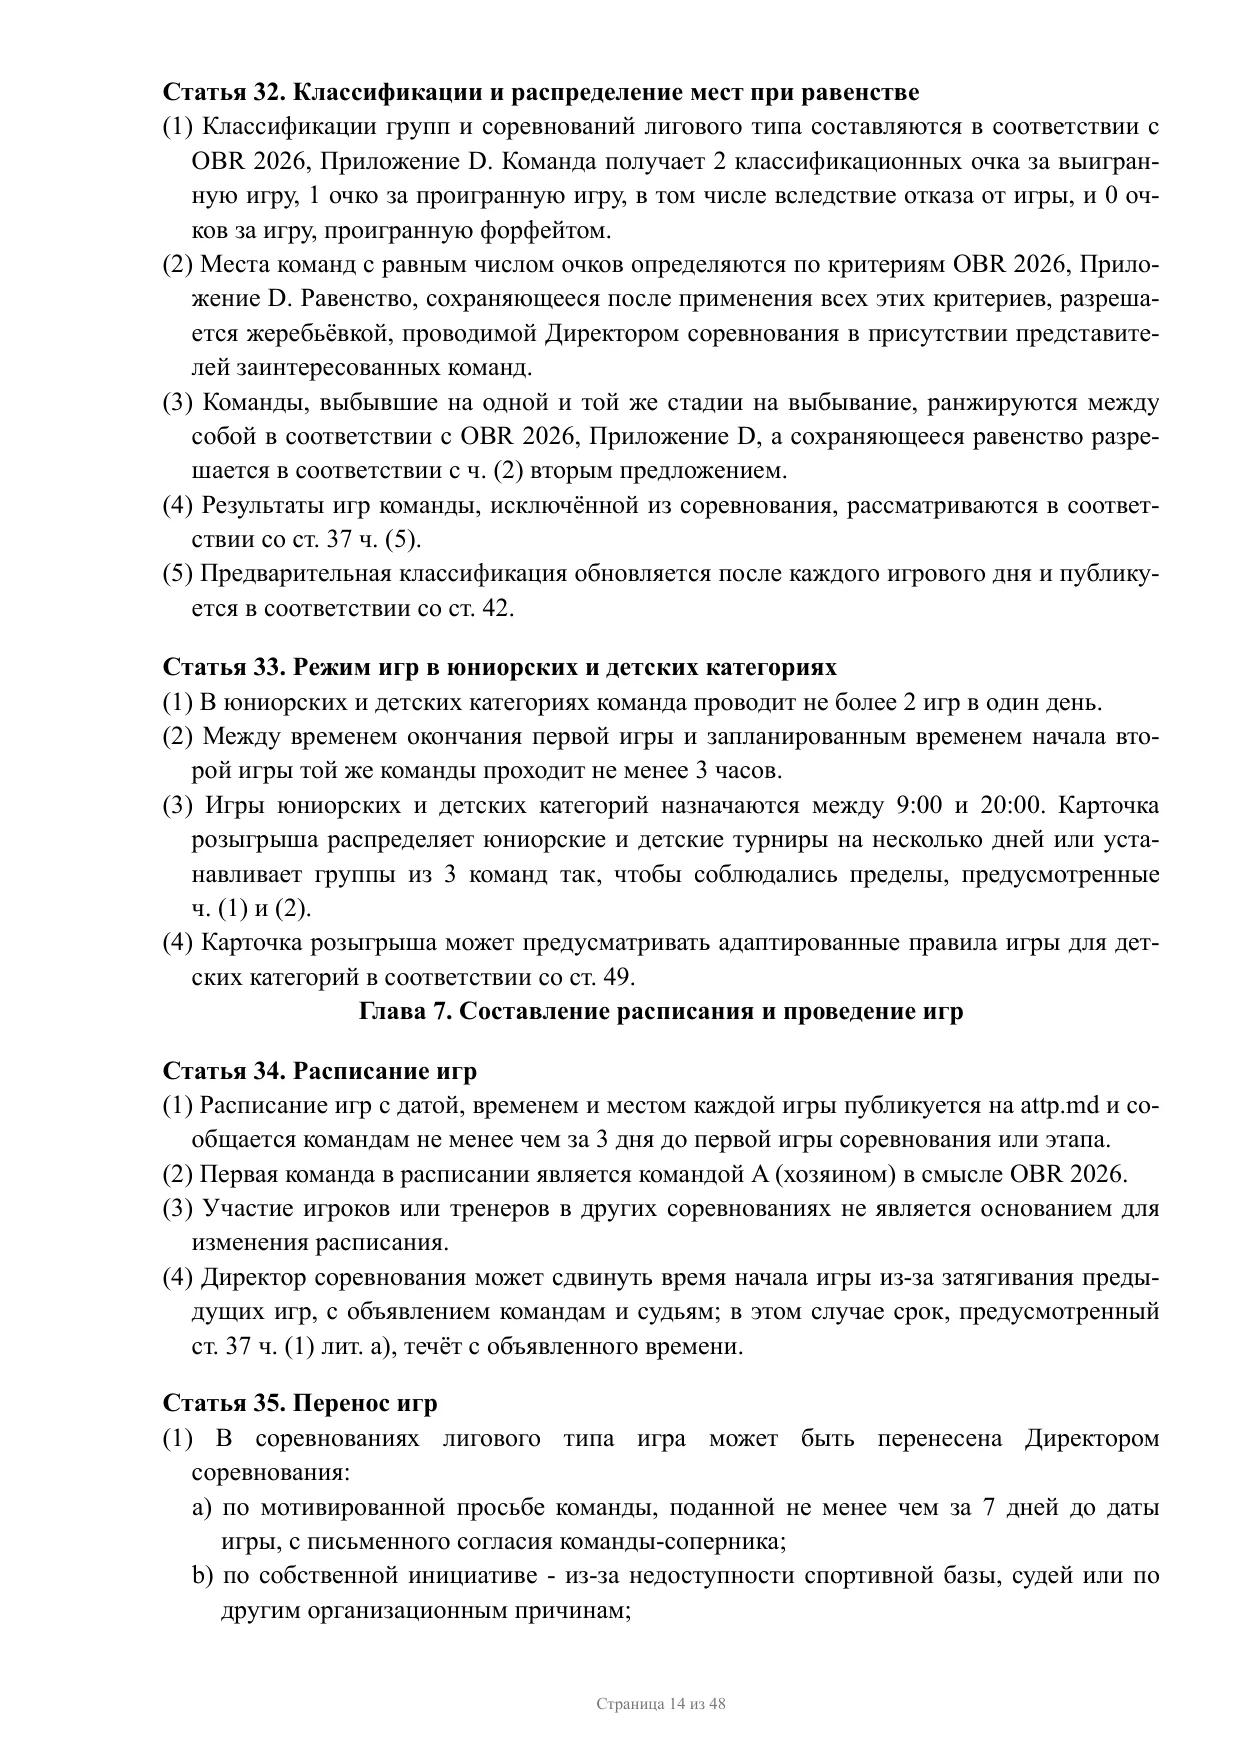 Статья 32. Классификации и распределение мест при равенстве
(1) Классификации групп и соревнований лигового типа составляются в соответствии с
OBR 2026, Приложение D. Команда получает 2 классификационных очка за выигран-
ную игру, 1 очко за проигранную игру, в том числе вследствие отказа от игры, и 0 оч-
ков за игру, проигранную форфейтом.
(2) Места команд с равным числом очков определяются по критериям OBR 2026, Прило-
жение D. Равенство, сохраняющееся после применения всех этих критериев, разреша-
ется жеребьёвкой, проводимой Директором соревнования в присутствии представите-
лей заинтересованных команд.
(3) Команды, выбывшие на одной и той же стадии на выбывание, ранжируются между
собой в соответствии с OBR 2026, Приложение D, а сохраняющееся равенство разре-
шается в соответствии с ч. (2) вторым предложением.
(4) Результаты игр команды, исключённой из соревнования, рассматриваются в соответ-
ствии со ст. 37 ч. (5).
(5) Предварительная классификация обновляется после каждого игрового дня и публику-
ется в соответствии со ст. 42.
Статья 33. Режим игр в юниорских и детских категориях
(1) В юниорских и детских категориях команда проводит не более 2 игр в один день.
(2) Между временем окончания первой игры и запланированным временем начала вто-
рой игры той же команды проходит не менее 3 часов.
(3) Игры юниорских и детских категорий назначаются между 9:00 и 20:00. Карточка
розыгрыша распределяет юниорские и детские турниры на несколько дней или уста-
навливает группы из 3 команд так, чтобы соблюдались пределы, предусмотренные
ч. (1) и (2).
(4) Карточка розыгрыша может предусматривать адаптированные правила игры для дет-
ских категорий в соответствии со ст. 49.
Глава 7. Составление расписания и проведение игр
Статья 34. Расписание игр
(1) Расписание игр с датой, временем и местом каждой игры публикуется на attp.md и со-
общается командам не менее чем за 3 дня до первой игры соревнования или этапа.
(2) Первая команда в расписании является командой A (хозяином) в смысле OBR 2026.
(3) Участие игроков или тренеров в других соревнованиях не является основанием для
изменения расписания.
(4) Директор соревнования может сдвинуть время начала игры из-за затягивания преды-
дущих игр, с объявлением командам и судьям; в этом случае срок, предусмотренный
ст. 37 ч. (1) лит. a), течёт с объявленного времени.
Статья 35. Перенос игр
(1) В соревнованиях лигового типа игра может быть перенесена Директором
соревнования:
a) по мотивированной просьбе команды, поданной не менее чем за 7 дней до даты
игры, с письменного согласия команды-соперника;
b) по собственной инициативе - из-за недоступности спортивной базы, судей или по
другим организационным причинам;
Страница 14 из 48